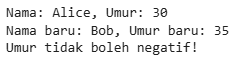 Nama: Alice, Umur: 30
Nama baru: Bob, Umur baru: 35
Umur tidak boleh negatif!